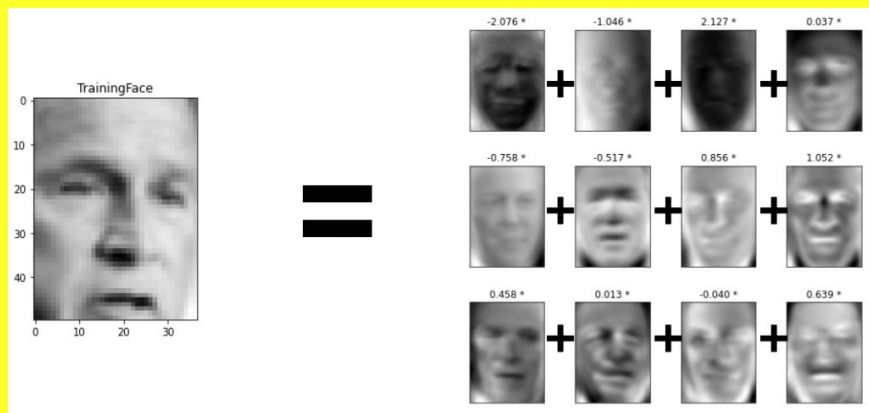 -2.076 * -1.046 * 2.127 * 0.037 *
TrainingFace
+ + +
0
10
-0.758 * -0.517 * 0.856 * 1.052 *
20
=
+ + +
30
40
0.458 * 0.013 * -0.040 * 0.639 *
0 10 20 30
+ + +